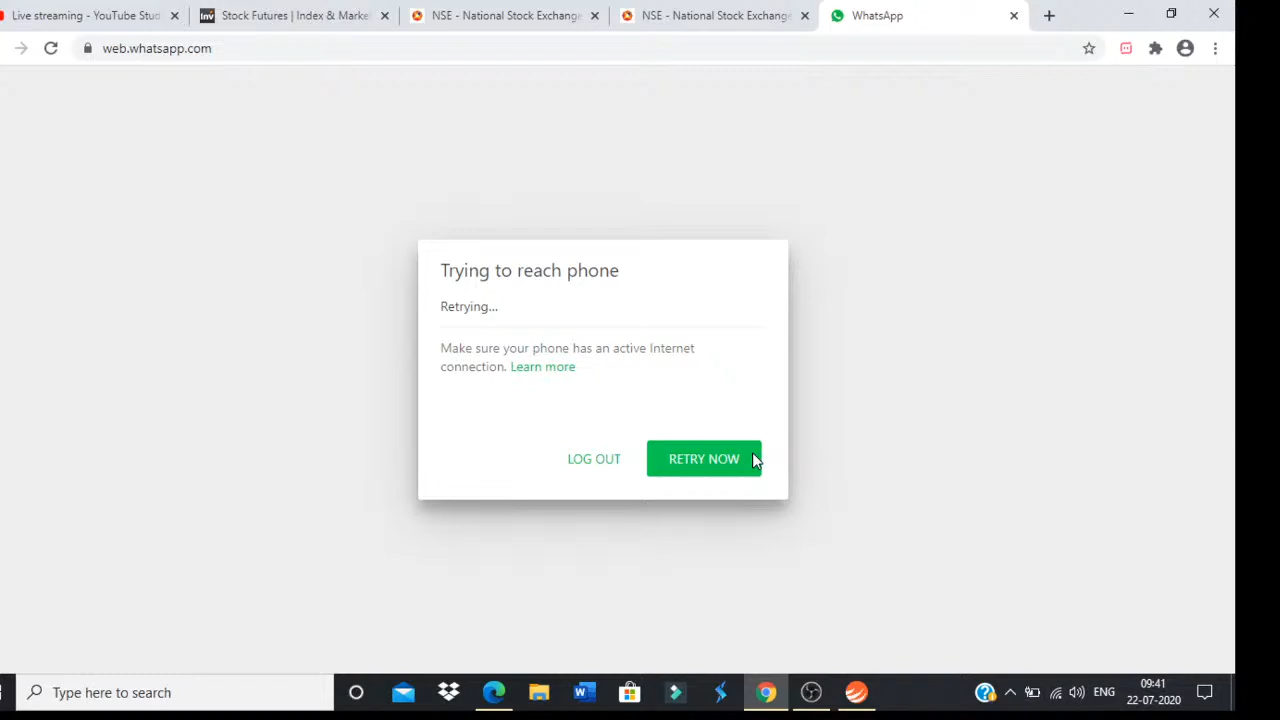 Live streaming - YouTube Stud
Stock Futures | Index & Market
NSE - National Stock Exchange
NSE - National Stock Exchange
WhatsApp
web.whatsapp.com
Trying to reach phone
Retrying...
Make sure your phone has an active Internet
connection. Learn more
LOG OUT
RETRY NOW
Type here to search
ENG
09:41
22-07-2020